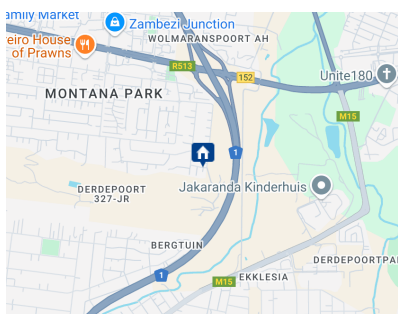 Family Market
Zambezi Junction
WOLMARANSPOORT AH
eiro House
of Prawns
R513
152
Unite180
MONTANA PARK
M15
1
DERDEPOORT
327-JR
Jakaranda Kinderhuis
BERGTUIN
DERDEPOORTPA
1
M15
EKKLESIA